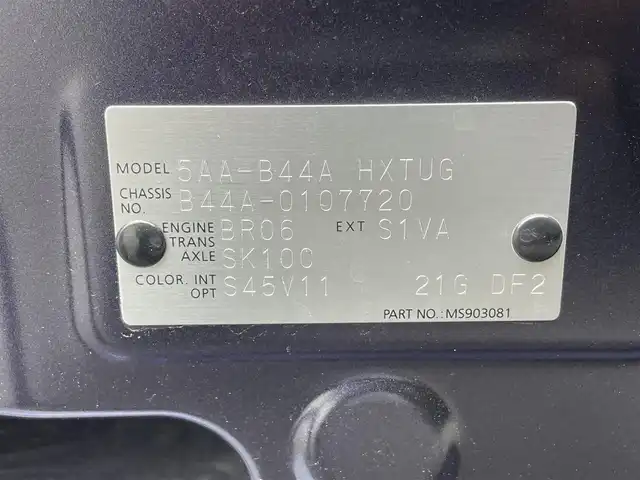 MODEL 5AA-B44A HXTUG
CHASSIS NO. B44A-0107720
ENGINE BR06 EXT S1VA
TRANS AXLE SK10C
COLOR. INT OPT S45V11 21G DF2
PART NO.:MS903081